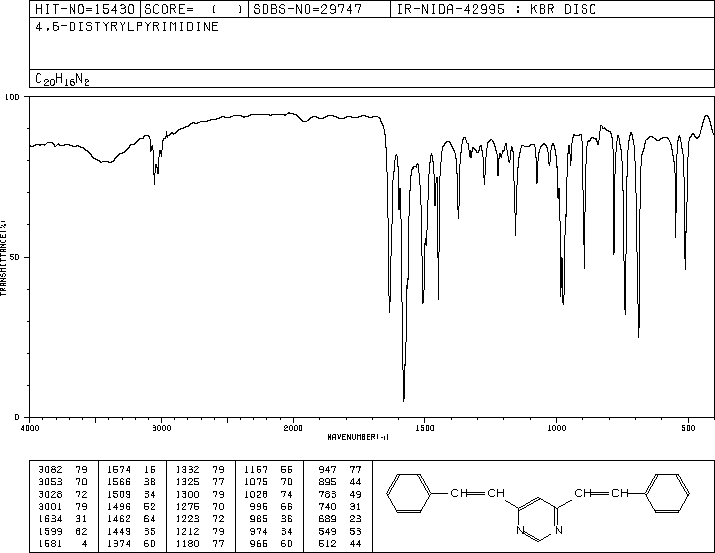 HIT-NO=15430 SCORE= ( ) SDBS-NO=29747 IR-NIDA-42995 : KBR DISC
4,6-DISTYRYLPYRIMIDINE
C20H16N2
100
50
0
TRANSMITTANCE(%)
4000 3000 2000 1500 1000 500
WAVENUMBER(-1)
3082 79 1574 16 1332 79 1157 55 947 77
3053 70 1566 38 1325 77 1075 70 895 44
3028 72 1509 34 1300 79 1028 74 783 49
3001 79 1496 52 1275 70 996 66 740 31
1634 31 1462 64 1223 72 985 36 689 23
1599 62 1449 35 1212 79 974 34 549 53
1581 4 1374 60 1180 77 966 60 512 44
CH CH CH CH
N N